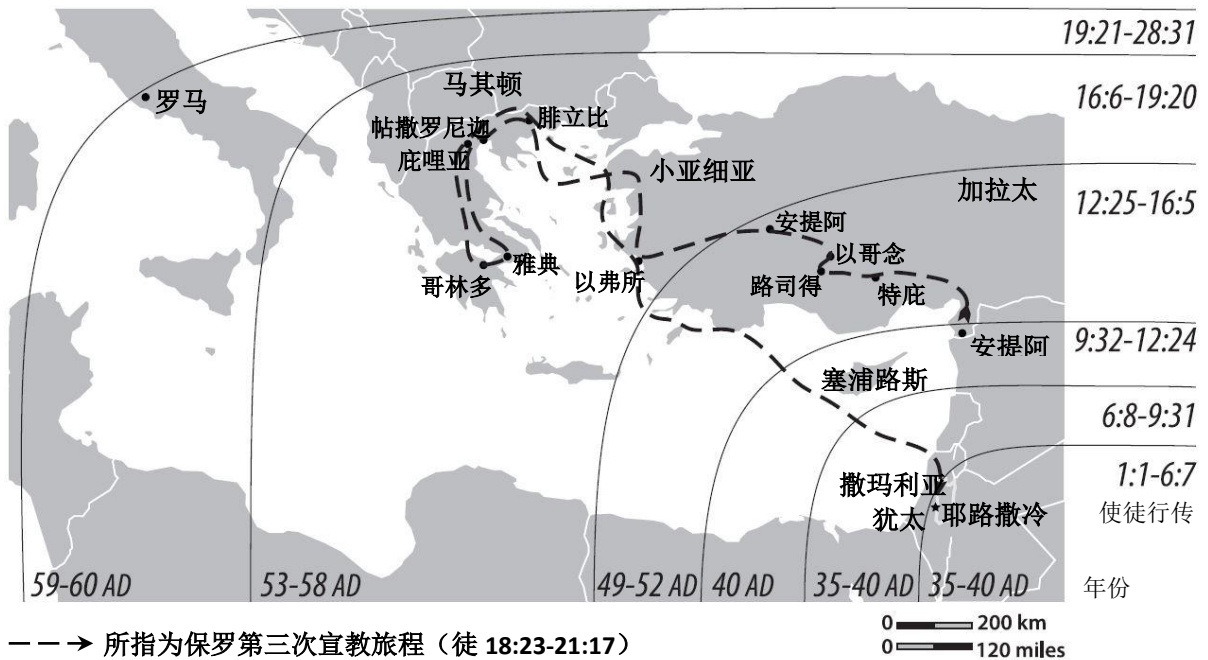 19:21-28:31
马其顿
16:6-19:20
罗马
腓立比
帖撒罗尼迦
庇哩亚
小亚细亚
加拉太
12:25-16:5
安提阿
以哥念
雅典
哥林多
以弗所
路司得
特庇
安提阿
9:32-12:24
塞浦路斯
6:8-9:31
1:1-6:7
撒玛利亚
犹太
耶路撒冷
使徒行传
59-60 AD
53-58 AD
49-52 AD
40 AD
35-40 AD
35-40 AD
年份
所指为保罗第三次宣教旅程（徒 18:23-21:17）
0 200 km
0 120 miles